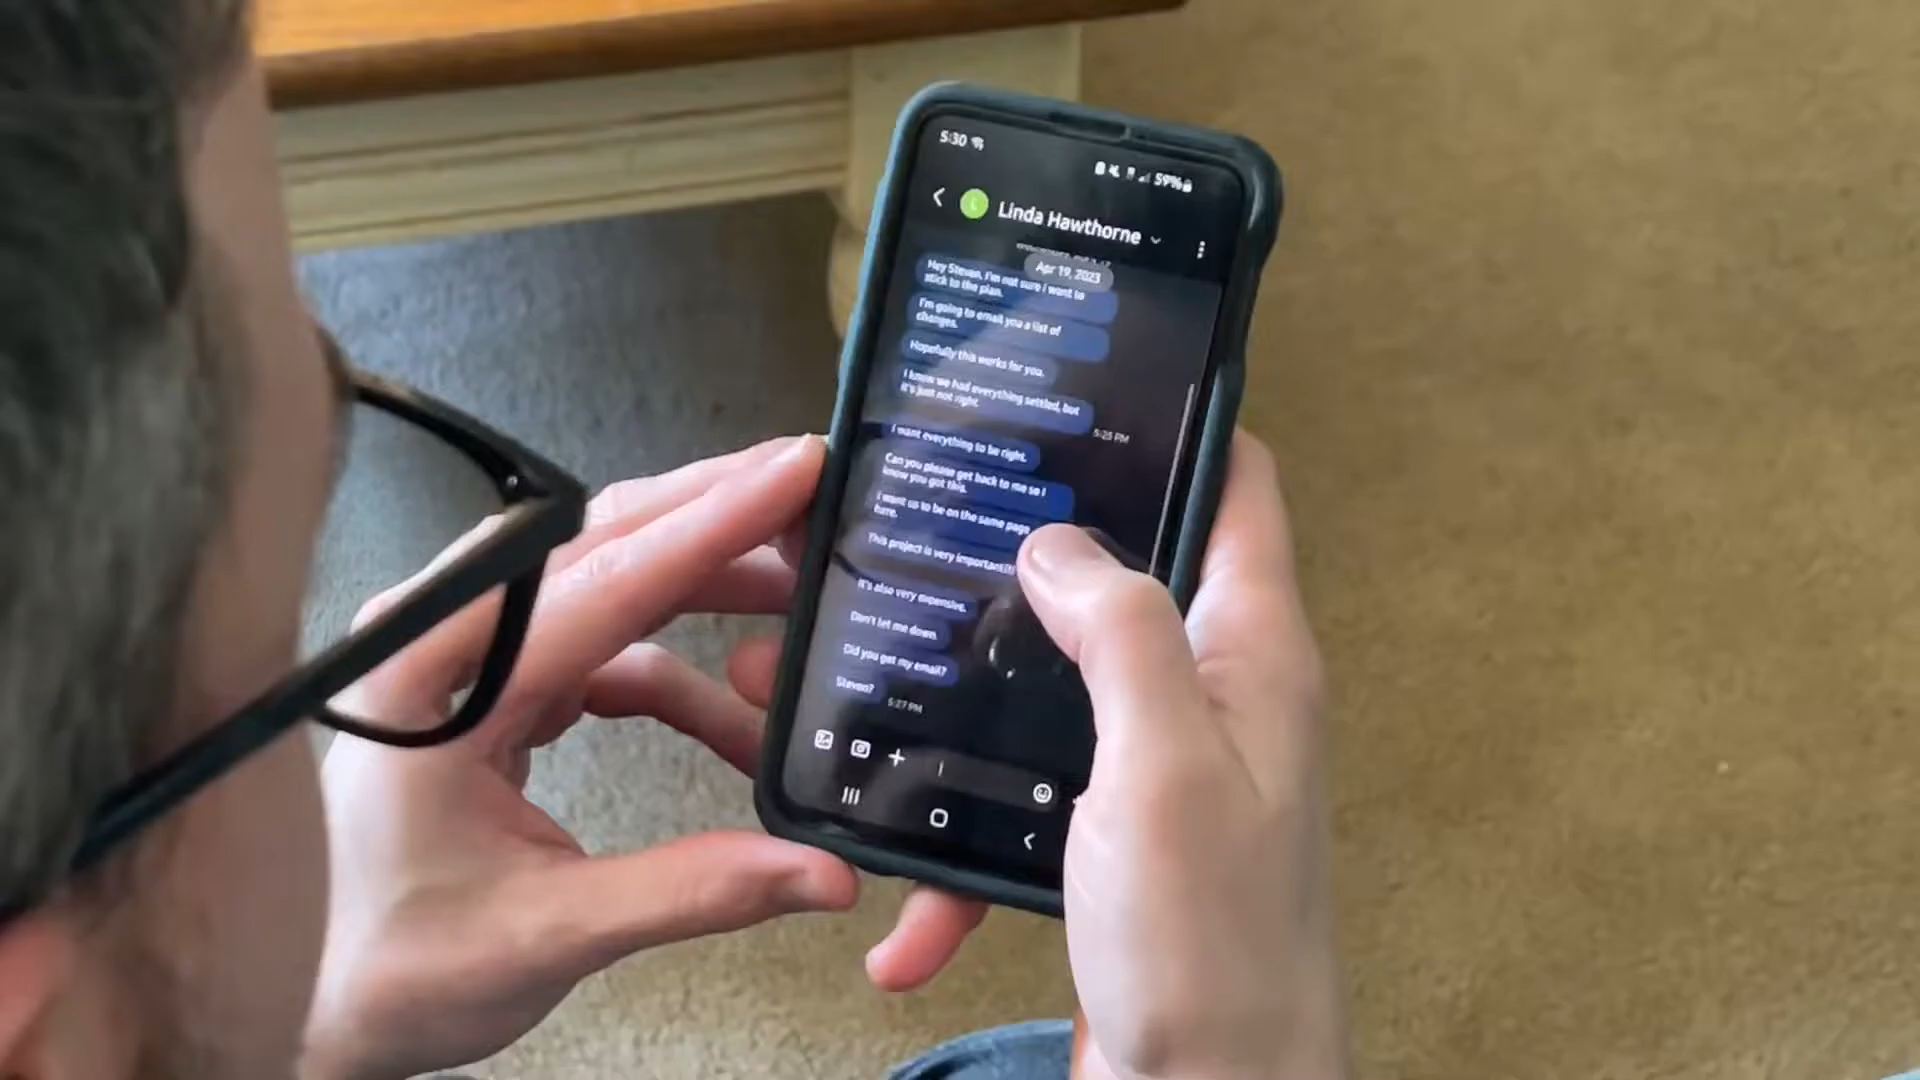 5:30
59%
Linda Hawthorne
Apr 19, 2023
Hey Steven, I'm not sure I want to
stick to the plan.
I'm going to email you a list of
changes.
Hopefully this works for you.
I know we had everything settled, but
it's just not right.
5:25 PM
I want everything to be right.
Can you please get back to me so I
know you got this.
I want us to be on the same page
here.
This project is very important!!!
It's also very expensive.
Don't let me down.
Did you get my email?
Steven?
5:27 PM